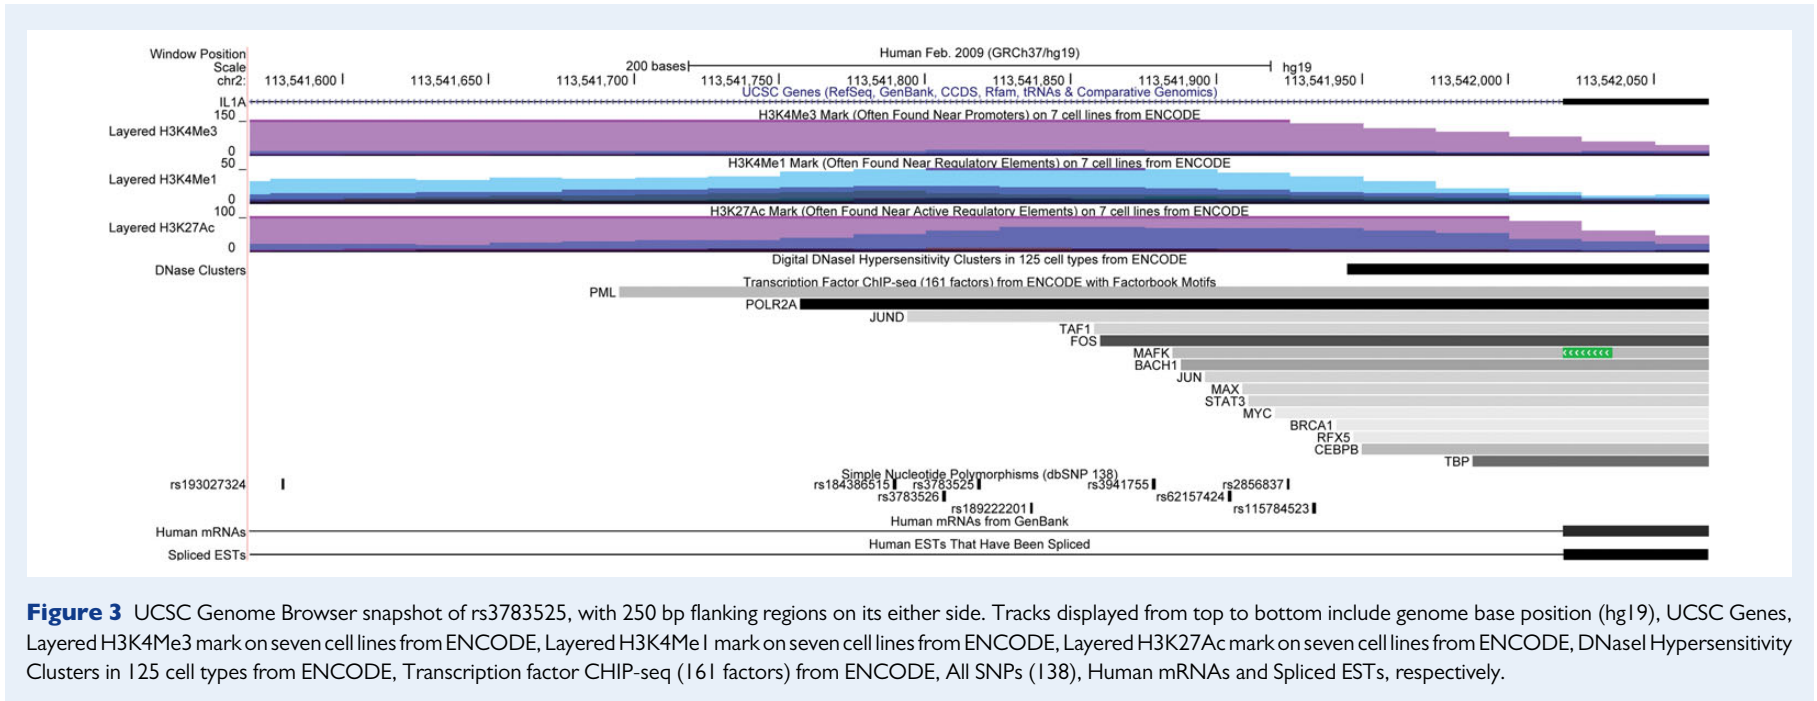 Window Position Human Feb. 2009 (GRCh37/hg19)
Scale 200 bases hg19
chr2: 113,541,600 113,541,650 113,541,700 113,541,750 113,541,800 113,541,850 113,541,900 113,541,950 113,542,000 113,542,050
UCSC Genes (RefSeq, GenBank, CCDS, Rfam, tRNAs & Comparative Genomics)
IL1A
150 H3K4Me3 Mark (Often Found Near Promoters) on 7 cell lines from ENCODE
Layered H3K4Me3
0
50 H3K4Me1 Mark (Often Found Near Regulatory Elements) on 7 cell lines from ENCODE
Layered H3K4Me1
0
100 H3K27Ac Mark (Often Found Near Active Regulatory Elements) on 7 cell lines from ENCODE
Layered H3K27Ac
0
Digital DNaseI Hypersensitivity Clusters in 125 cell types from ENCODE
DNase Clusters
Transcription Factor ChIP-seq (161 factors) from ENCODE with Factorbook Motifs
PML
POLR2A
JUND
TAF1
FOS
MAFK
BACH1
JUN
MAX
STAT3
MYC
BRCA1
RFX5
CEBPB
TBP
Simple Nucleotide Polymorphisms (dbSNP 138)
rs193027324 rs184386515 rs3783525 rs3941755 rs2856837
rs3783526 rs62157424
rs189222201 rs115784523
Human mRNAs from GenBank
Human mRNAs
Human ESTs That Have Been Spliced
Spliced ESTs
Figure 3 UCSC Genome Browser snapshot of rs3783525, with 250 bp flanking regions on its either side. Tracks displayed from top to bottom include genome base position (hg19), UCSC Genes,
Layered H3K4Me3 mark on seven cell lines from ENCODE, Layered H3K4Me1 mark on seven cell lines from ENCODE, Layered H3K27Ac mark on seven cell lines from ENCODE, DNaseI Hypersensitivity
Clusters in 125 cell types from ENCODE, Transcription factor CHIP-seq (161 factors) from ENCODE, All SNPs (138), Human mRNAs and Spliced ESTs, respectively.